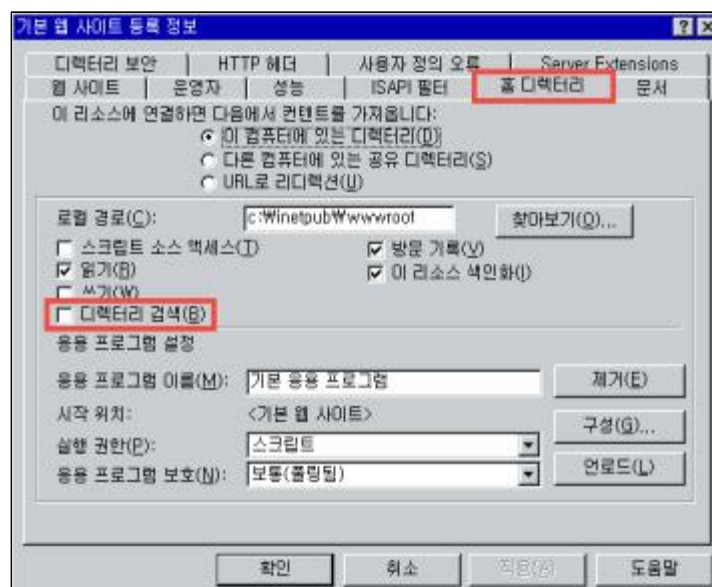 기본 웹 사이트 등록 정보
디렉터리 보안 HTTP 헤더 사용자 정의 오류 Server Extensions
웹 사이트 운영자 성능 ISAPI 필터 홈 디렉터리 문서
이 리소스에 연결하면 다음에서 컨텐트를 가져옵니다:
이 컴퓨터에 있는 디렉터리(D)
다른 컴퓨터에 있는 공유 디렉터리(S)
URL로 리디렉션(U)
로컬 경로(C): c:₩inetpub₩wwwroot 찾아보기(O)...
스크립트 소스 액세스(T) 방문 기록(V)
읽기(R) 이 리소스 색인화(I)
쓰기(W)
디렉터리 검색(B)
응용 프로그램 설정
응용 프로그램 이름(M): 기본 응용 프로그램 제거(E)
시작 위치: <기본 웹 사이트> 구성(G)...
실행 권한(P): 스크립트
응용 프로그램 보호(N): 보통(풀링됨) 언로드(L)
확인 취소 적용(A) 도움말